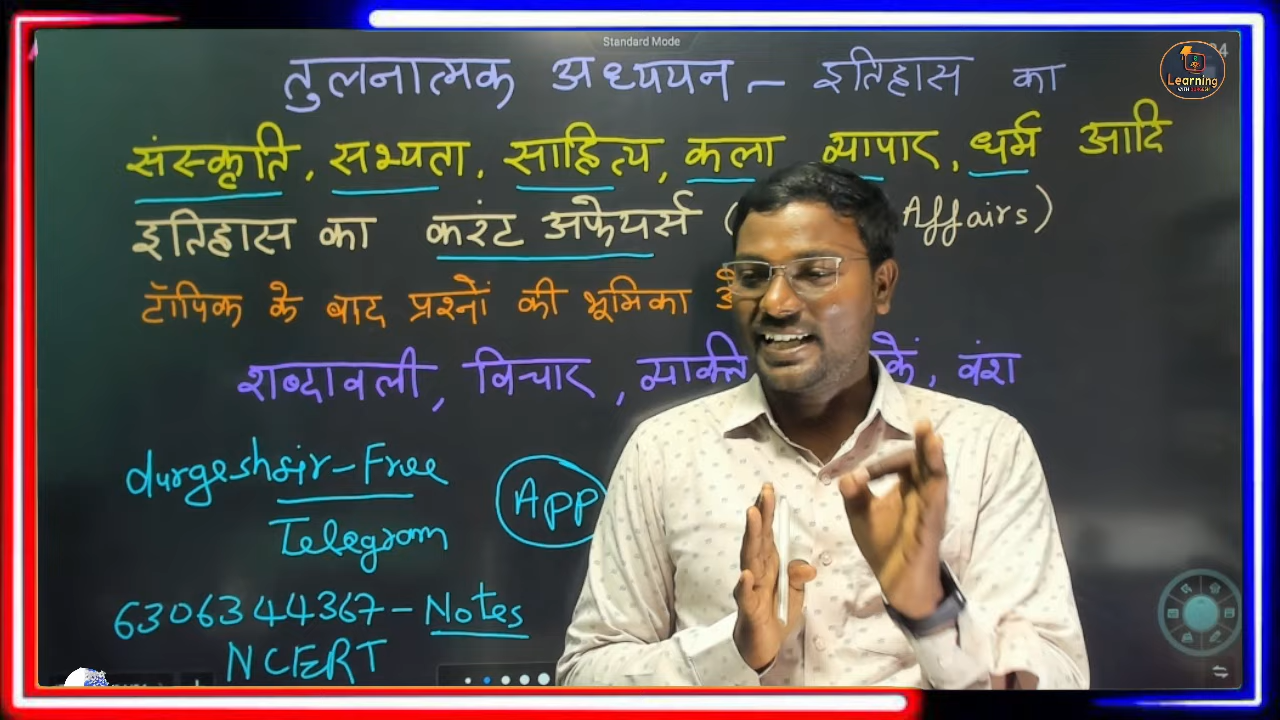 Standard Mode
तुलनात्मक अध्ययन – इतिहास का
Learning
संस्कृति, सभ्यता, साहित्य, कला व्यापार, धर्म आदि
इतिहास का करंट अफेयर्स ( Affairs)
टॉपिक के बाद प्रश्नों की भूमिका
शब्दावली, विचार, वंश
durgeshsir – Free
Telegram
App
6306344367 – Notes
NCERT